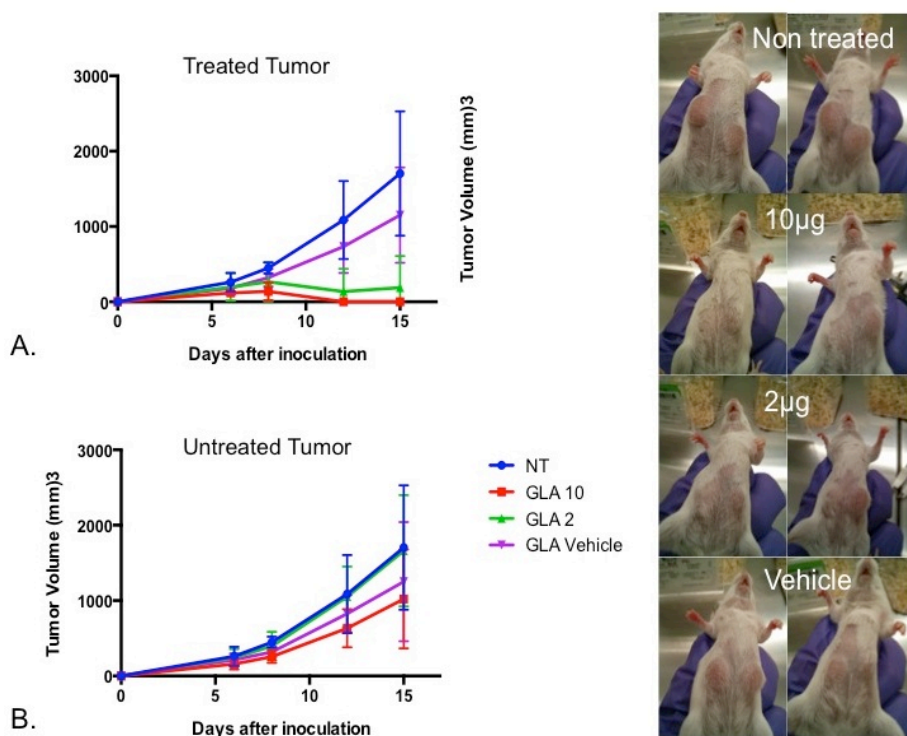 Treated Tumor
3000
2000
1000
0
0
5
10
15
Days after inoculation
Tumor Volume (mm)3
A.
Untreated Tumor
Tumor Volume (mm)3
3000
2000
1000
0
0
5
10
15
Days after inoculation
B.
NT
GLA 10
GLA 2
GLA Vehicle
Non treated
10µg
2µg
Vehicle